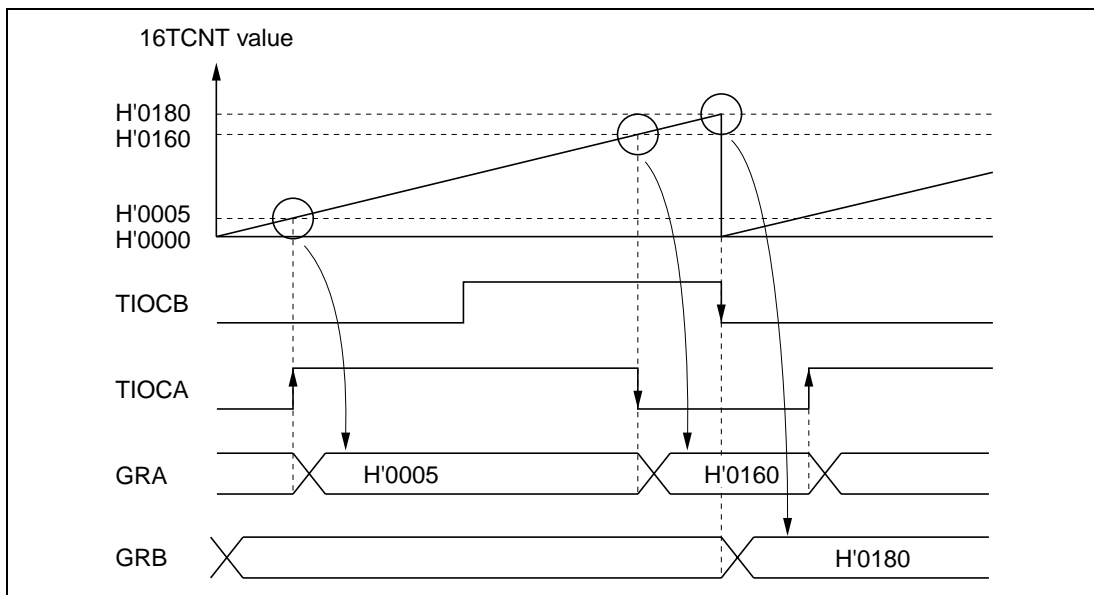 16TCNT value
H'0180
H'0160
H'0005
H'0000
TIOCB
TIOCA
GRA H'0005 H'0160
GRB H'0180